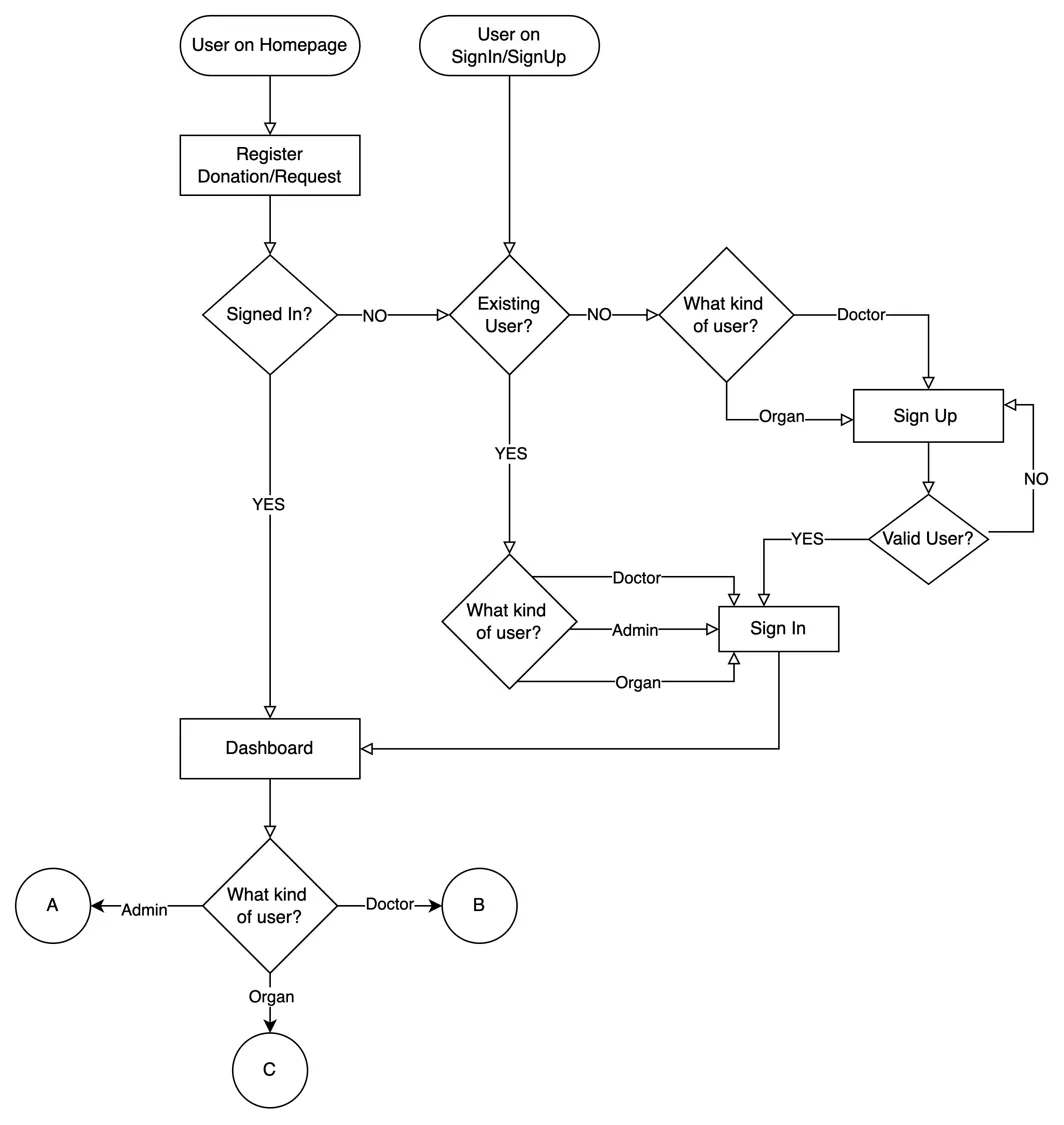 User on Homepage
User on
SignIn/SignUp
Register
Donation/Request
Signed In?
NO
Existing
User?
NO
What kind
of user?
Doctor
Organ
Sign Up
YES
NO
YES
Valid User?
YES
What kind
of user?
Doctor
Admin
Organ
Sign In
Dashboard
What kind
of user?
A
Admin
Doctor
B
Organ
C